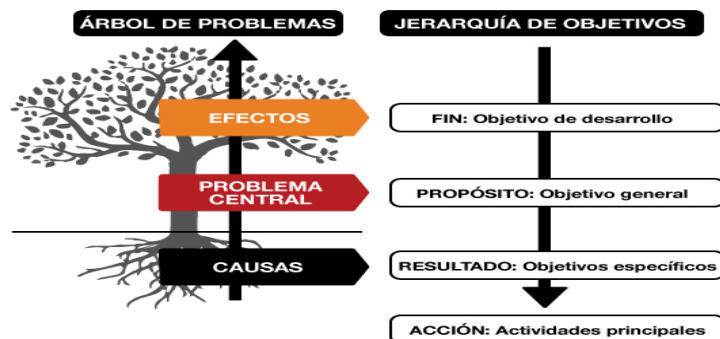 ÁRBOL DE PROBLEMAS
JERARQUÍA DE OBJETIVOS
EFECTOS
FIN: Objetivo de desarrollo
PROBLEMA
CENTRAL
PROPÓSITO: Objetivo general
CAUSAS
RESULTADO: Objetivos específicos
ACCIÓN: Actividades principales